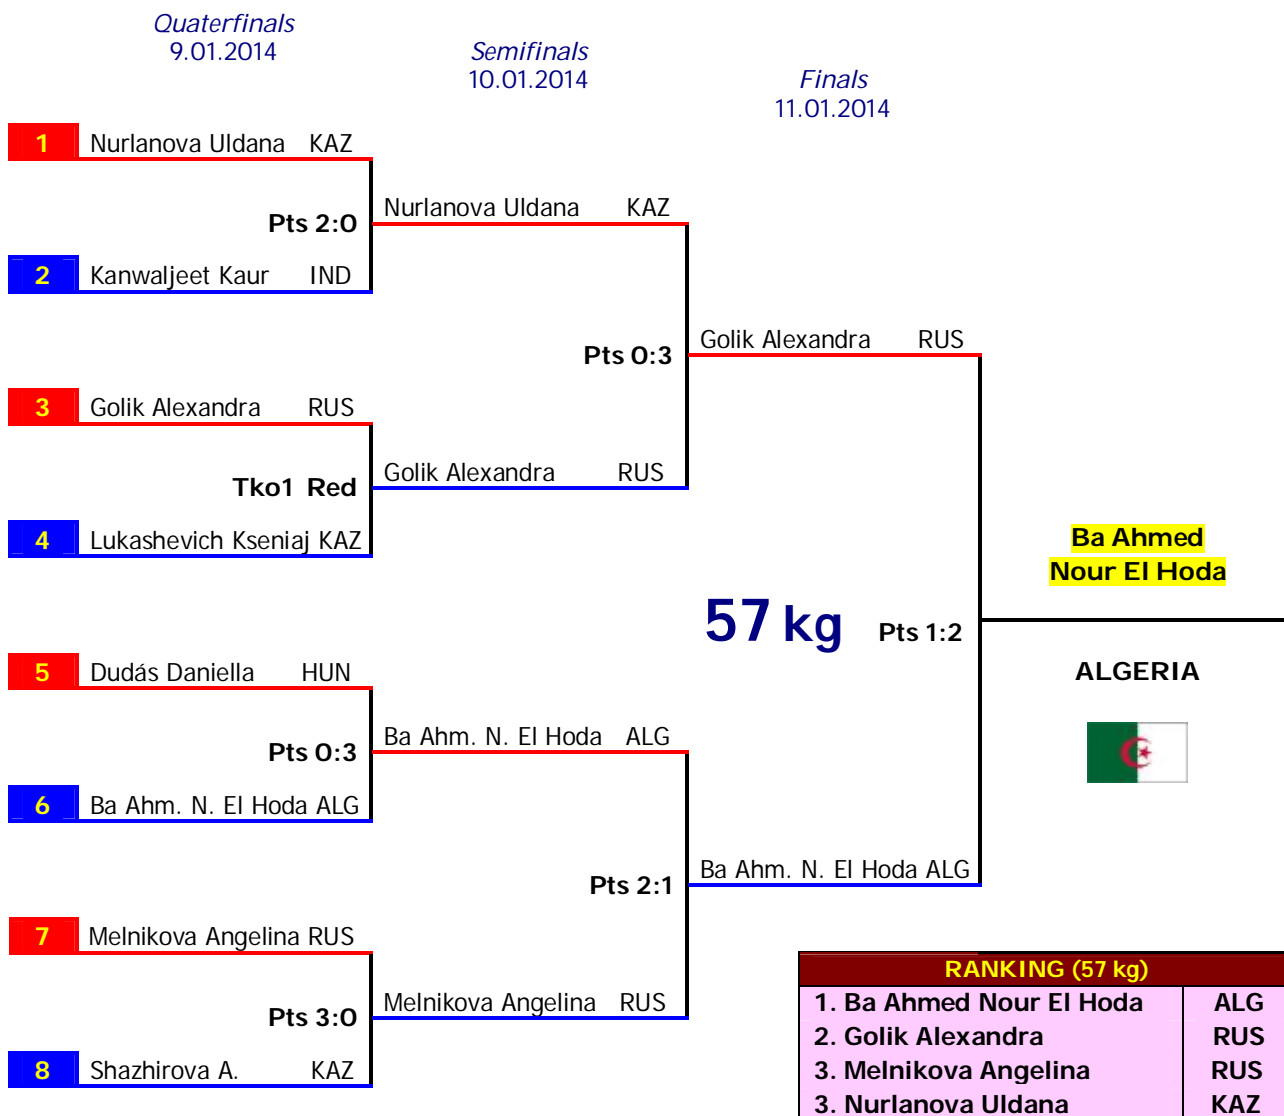 Quaterfinals
9.01.2014
Semifinals
10.01.2014
Finals
11.01.2014
1 Nurlanova Uldana KAZ
Pts 2:0
2 Kanwaljeet Kaur IND
Nurlanova Uldana KAZ
Pts 0:3
3 Golik Alexandra RUS
Tko1 Red
4 Lukashevich Kseniaj KAZ
Golik Alexandra RUS
Golik Alexandra RUS
57 kg Pts 1:2
Ba Ahmed
Nour El Hoda
ALGERIA
5 Dudás Daniella HUN
Pts 0:3
6 Ba Ahm. N. El Hoda ALG
Ba Ahm. N. El Hoda ALG
Pts 2:1
Ba Ahm. N. El Hoda ALG
7 Melnikova Angelina RUS
Pts 3:0
8 Shazhirova A. KAZ
Melnikova Angelina RUS
RANKING (57 kg)
1. Ba Ahmed Nour El Hoda ALG
2. Golik Alexandra RUS
3. Melnikova Angelina RUS
3. Nurlanova Uldana KAZ